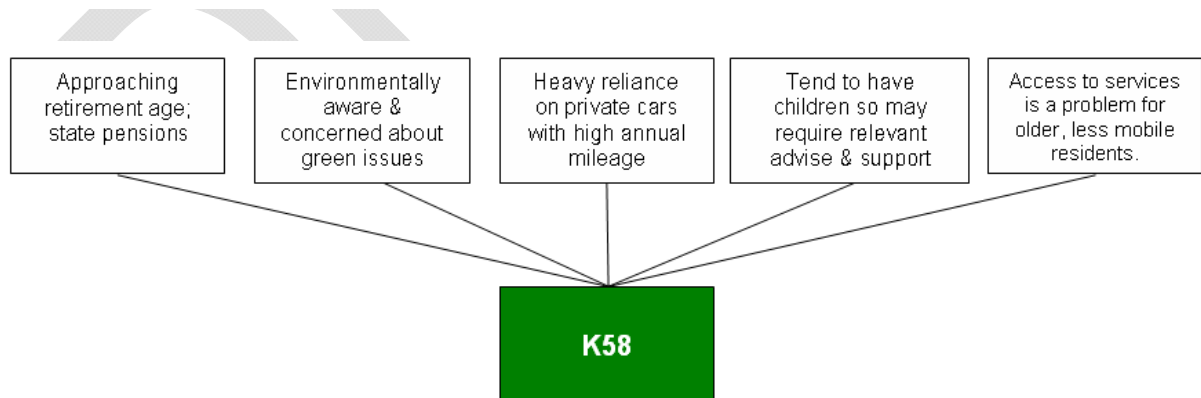 Approaching
retirement age;
state pensions
Environmentally
aware &
concerned about
green issues
Heavy reliance
on private cars
with high annual
mileage
Tend to have
children so may
require relevant
advise & support
Access to services
is a problem for
older, less mobile
residents.
K58